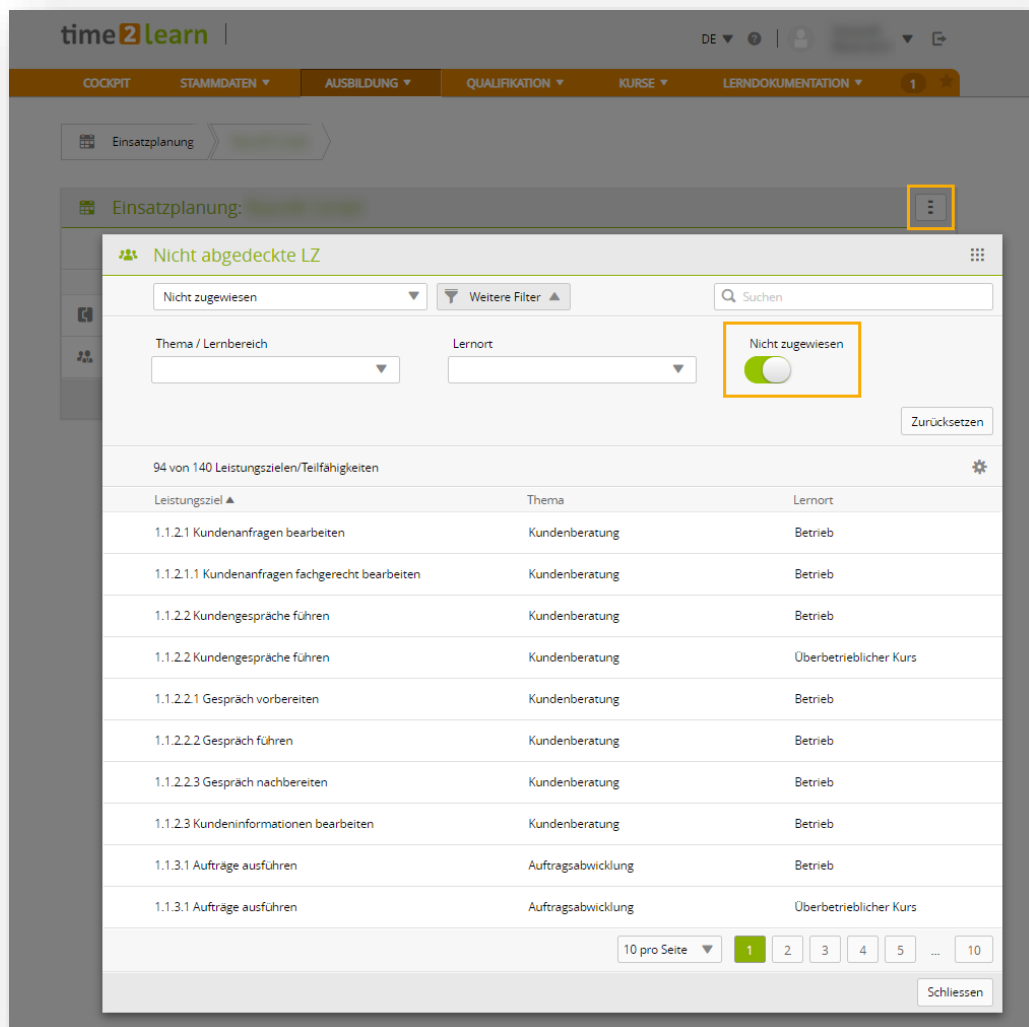 time2learn
DE
COCKPIT STAMMDATEN AUSBILDUNG QUALIFIKATION KURSE LERNDOKUMENTATION 1
Einsatzplanung
Einsatzplanung:
Nicht abgedeckte LZ
Nicht zugewiesen Weitere Filter Suchen
Thema / Lernbereich Lernort Nicht zugewiesen
Zurücksetzen
94 von 140 Leistungszielen/Teilfähigkeiten
Leistungsziel Thema Lernort
1.1.2.1 Kundenanfragen bearbeiten Kundenberatung Betrieb
1.1.2.1.1 Kundenanfragen fachgerecht bearbeiten Kundenberatung Betrieb
1.1.2.2 Kundengespräche führen Kundenberatung Betrieb
1.1.2.2 Kundengespräche führen Kundenberatung Überbetrieblicher Kurs
1.1.2.2.1 Gespräch vorbereiten Kundenberatung Betrieb
1.1.2.2.2 Gespräch führen Kundenberatung Betrieb
1.1.2.2.3 Gespräch nachbereiten Kundenberatung Betrieb
1.1.2.3 Kundeninformationen bearbeiten Kundenberatung Betrieb
1.1.3.1 Aufträge ausführen Auftragsabwicklung Betrieb
1.1.3.1 Aufträge ausführen Auftragsabwicklung Überbetrieblicher Kurs
10 pro Seite 1 2 3 4 5 ... 10
Schliessen